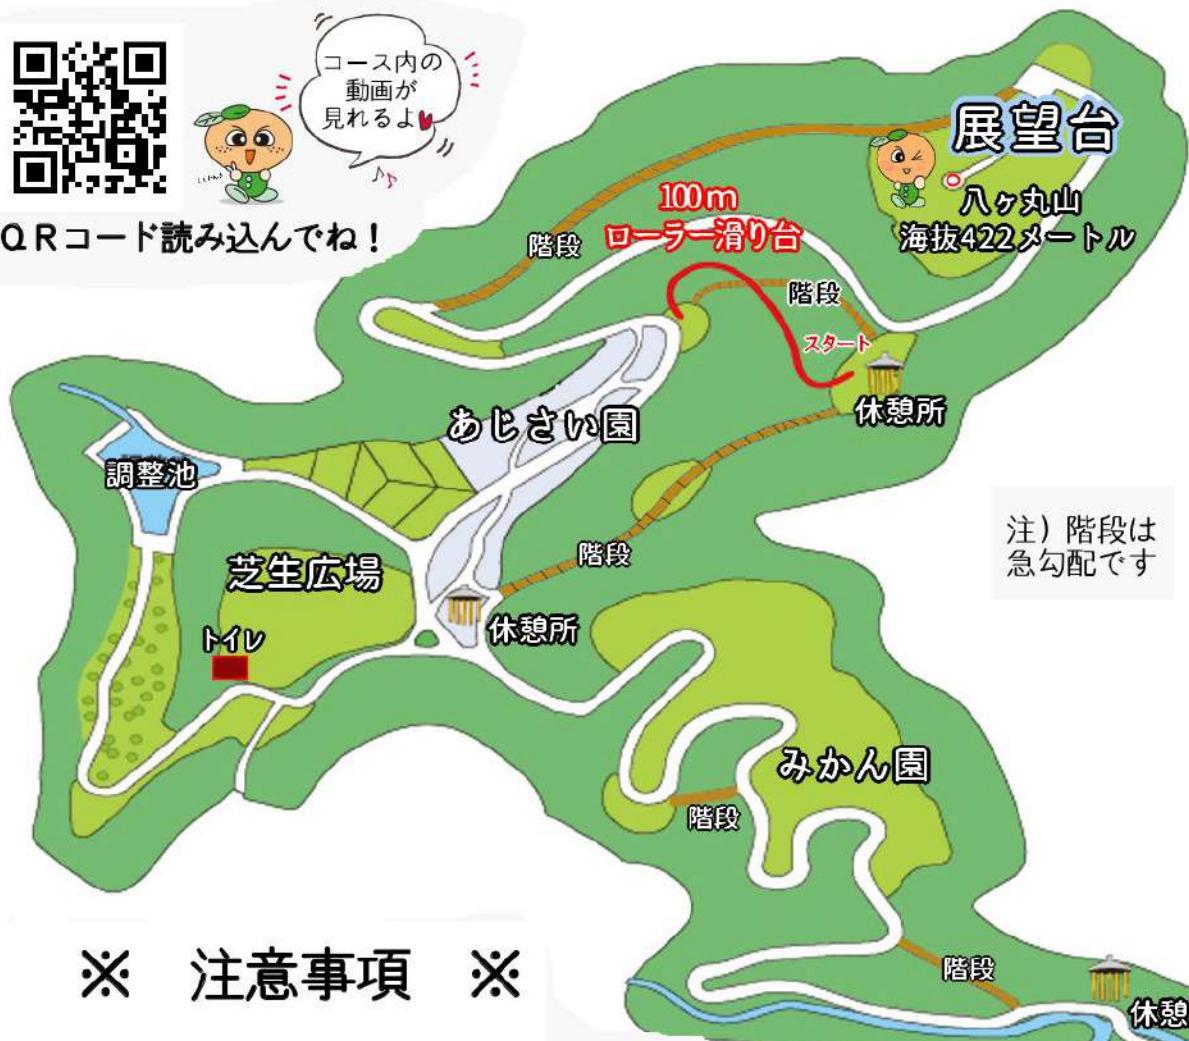 コース内の
動画が
見れるよ
QRコード読み込んでね！
展望台
八ヶ丸山
海抜422メートル
100m
ローラー滑り台
階段
階段
スタート
休憩所
あじさい園
調整池
注）階段は
急勾配です
階段
芝生広場
トイレ
休憩所
みかん園
階段
※　注意事項　※
階段
休憩